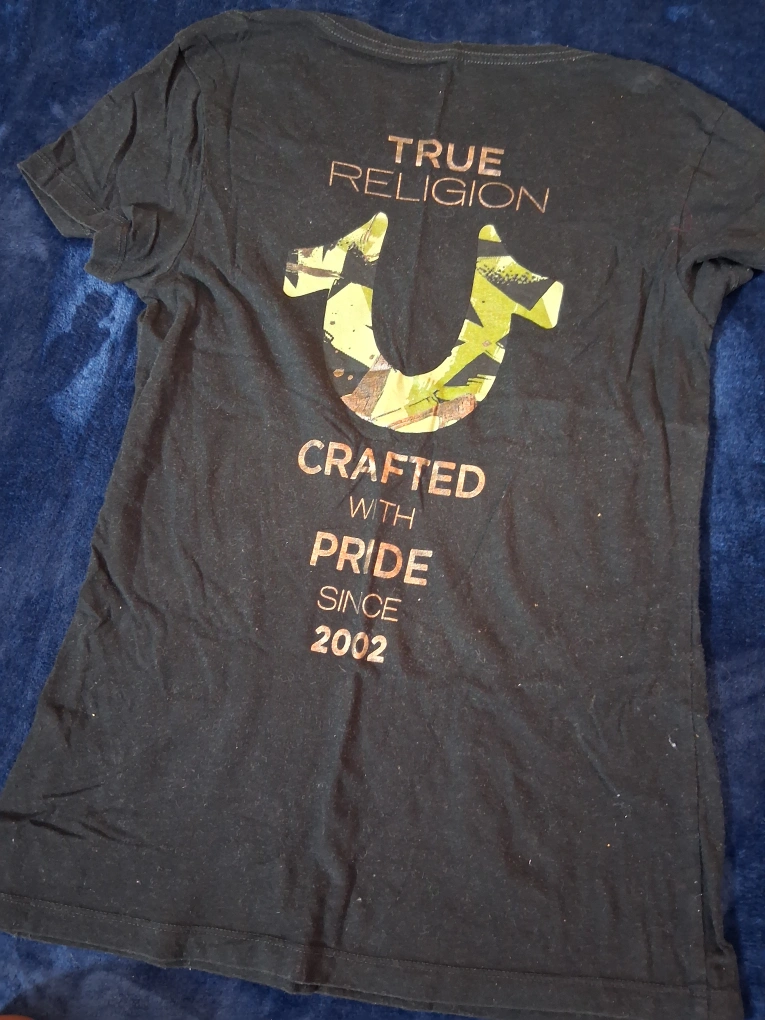 TRUE
RELIGION
CRAFTED
WITH
PRIDE
SINCE
2002